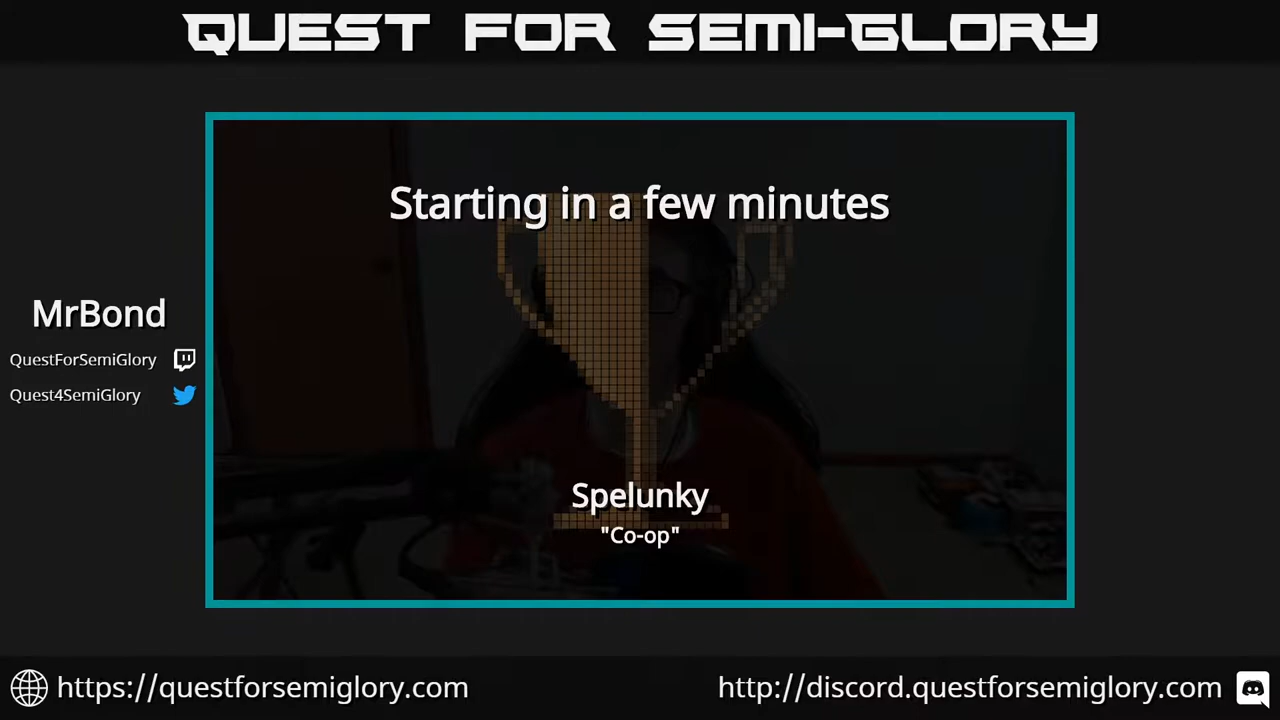 QUEST FOR SEMI-GLORY
Starting in a few minutes
MrBond
QuestForSemiGlory
Quest4SemiGlory
Spelunky
"Co-op"
https://questforsemiglory.com
http://discord.questforsemiglory.com